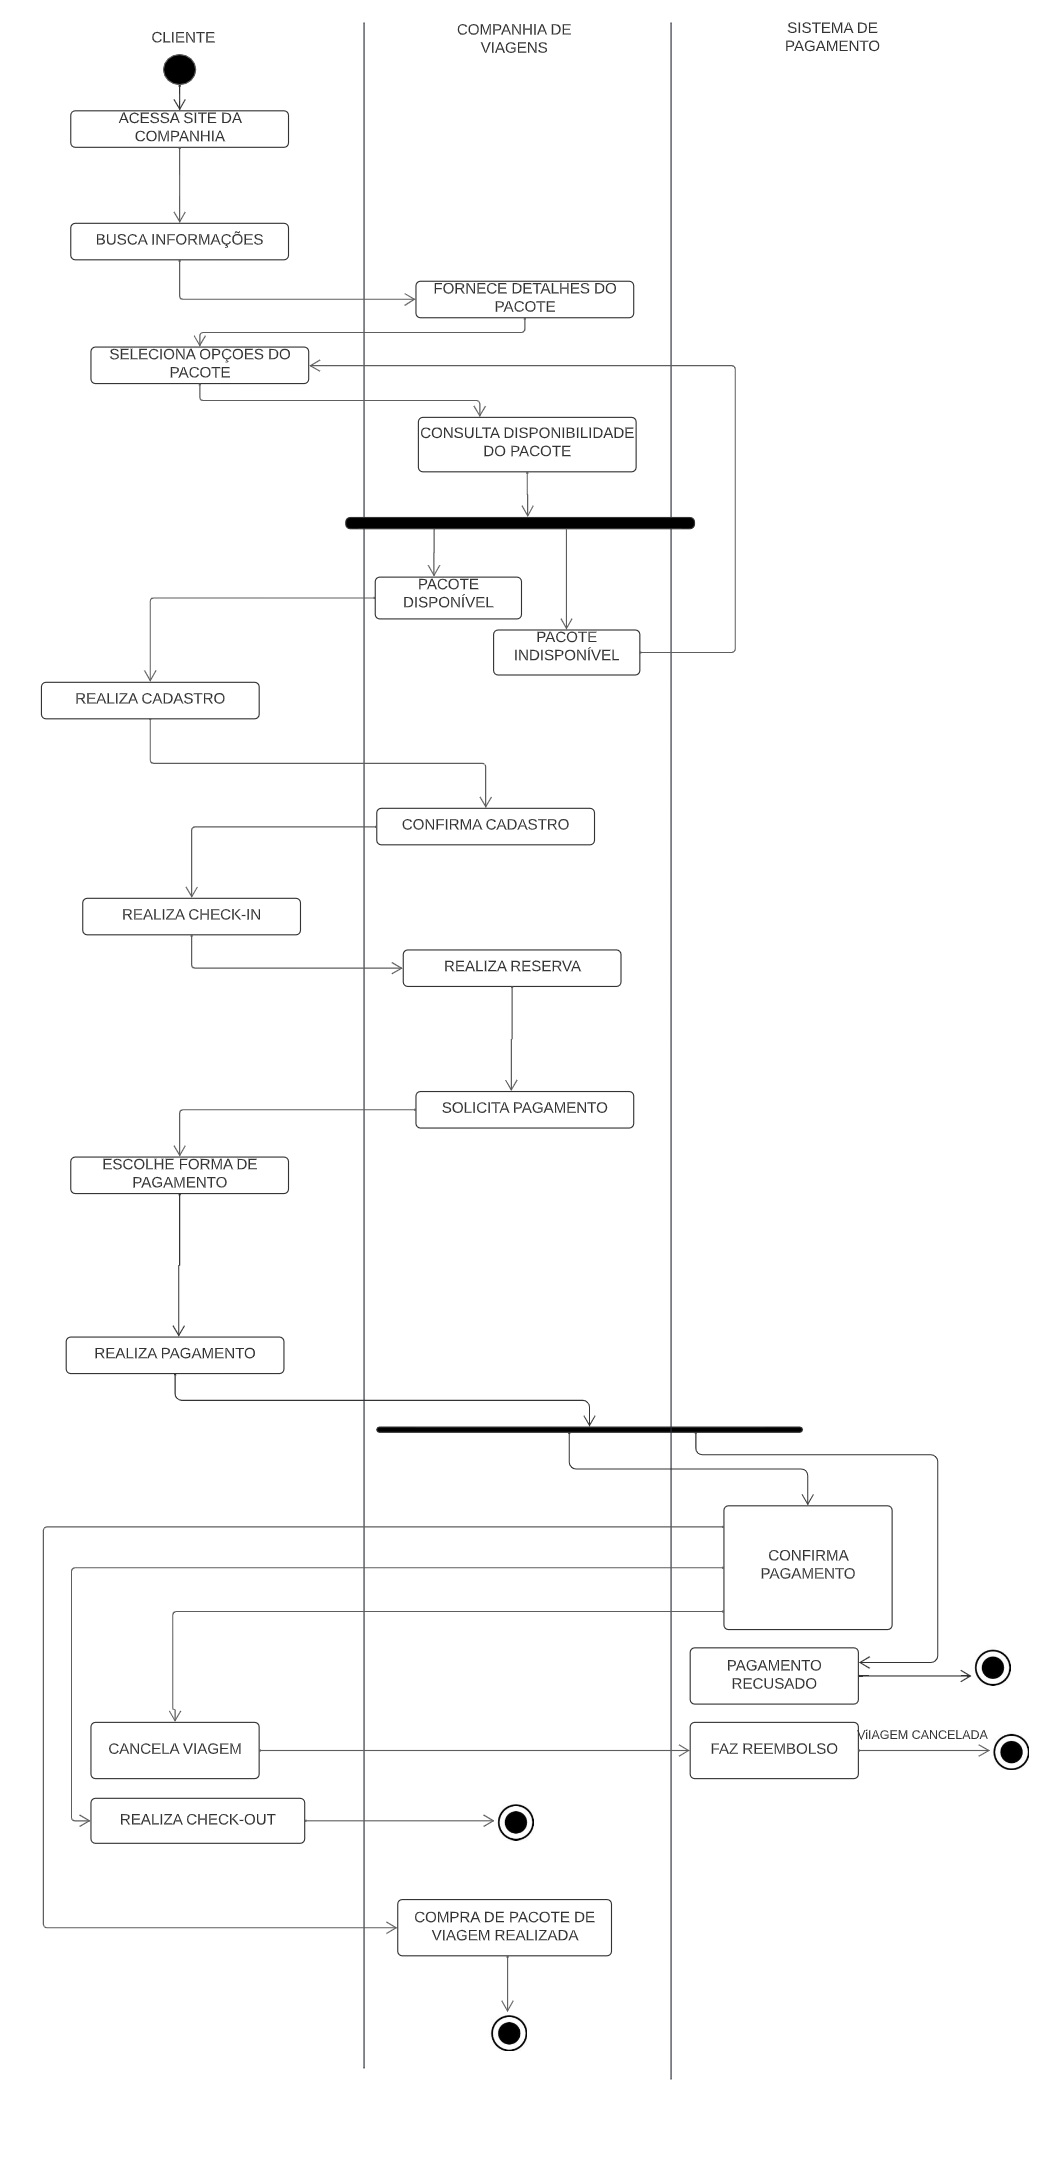 CLIENTE
COMPANHIA DE
VIAGENS
SISTEMA DE
PAGAMENTO
ACESSA SITE DA
COMPANHIA
BUSCA INFORMAÇÕES
FORNECE DETALHES DO
PACOTE
SELECIONA OPÇOES DO
PACOTE
CONSULTA DISPONIBILIDADE
DO PACOTE
PACOTE
DISPONÍVEL
PACOTE
INDISPONÍVEL
REALIZA CADASTRO
CONFIRMA CADASTRO
REALIZA CHECK-IN
REALIZA RESERVA
SOLICITA PAGAMENTO
ESCOLHE FORMA DE
PAGAMENTO
REALIZA PAGAMENTO
CONFIRMA
PAGAMENTO
PAGAMENTO
RECUSADO
CANCELA VIAGEM
FAZ REEMBOLSO
ViIAGEM CANCELADA
REALIZA CHECK-OUT
COMPRA DE PACOTE DE
VIAGEM REALIZADA